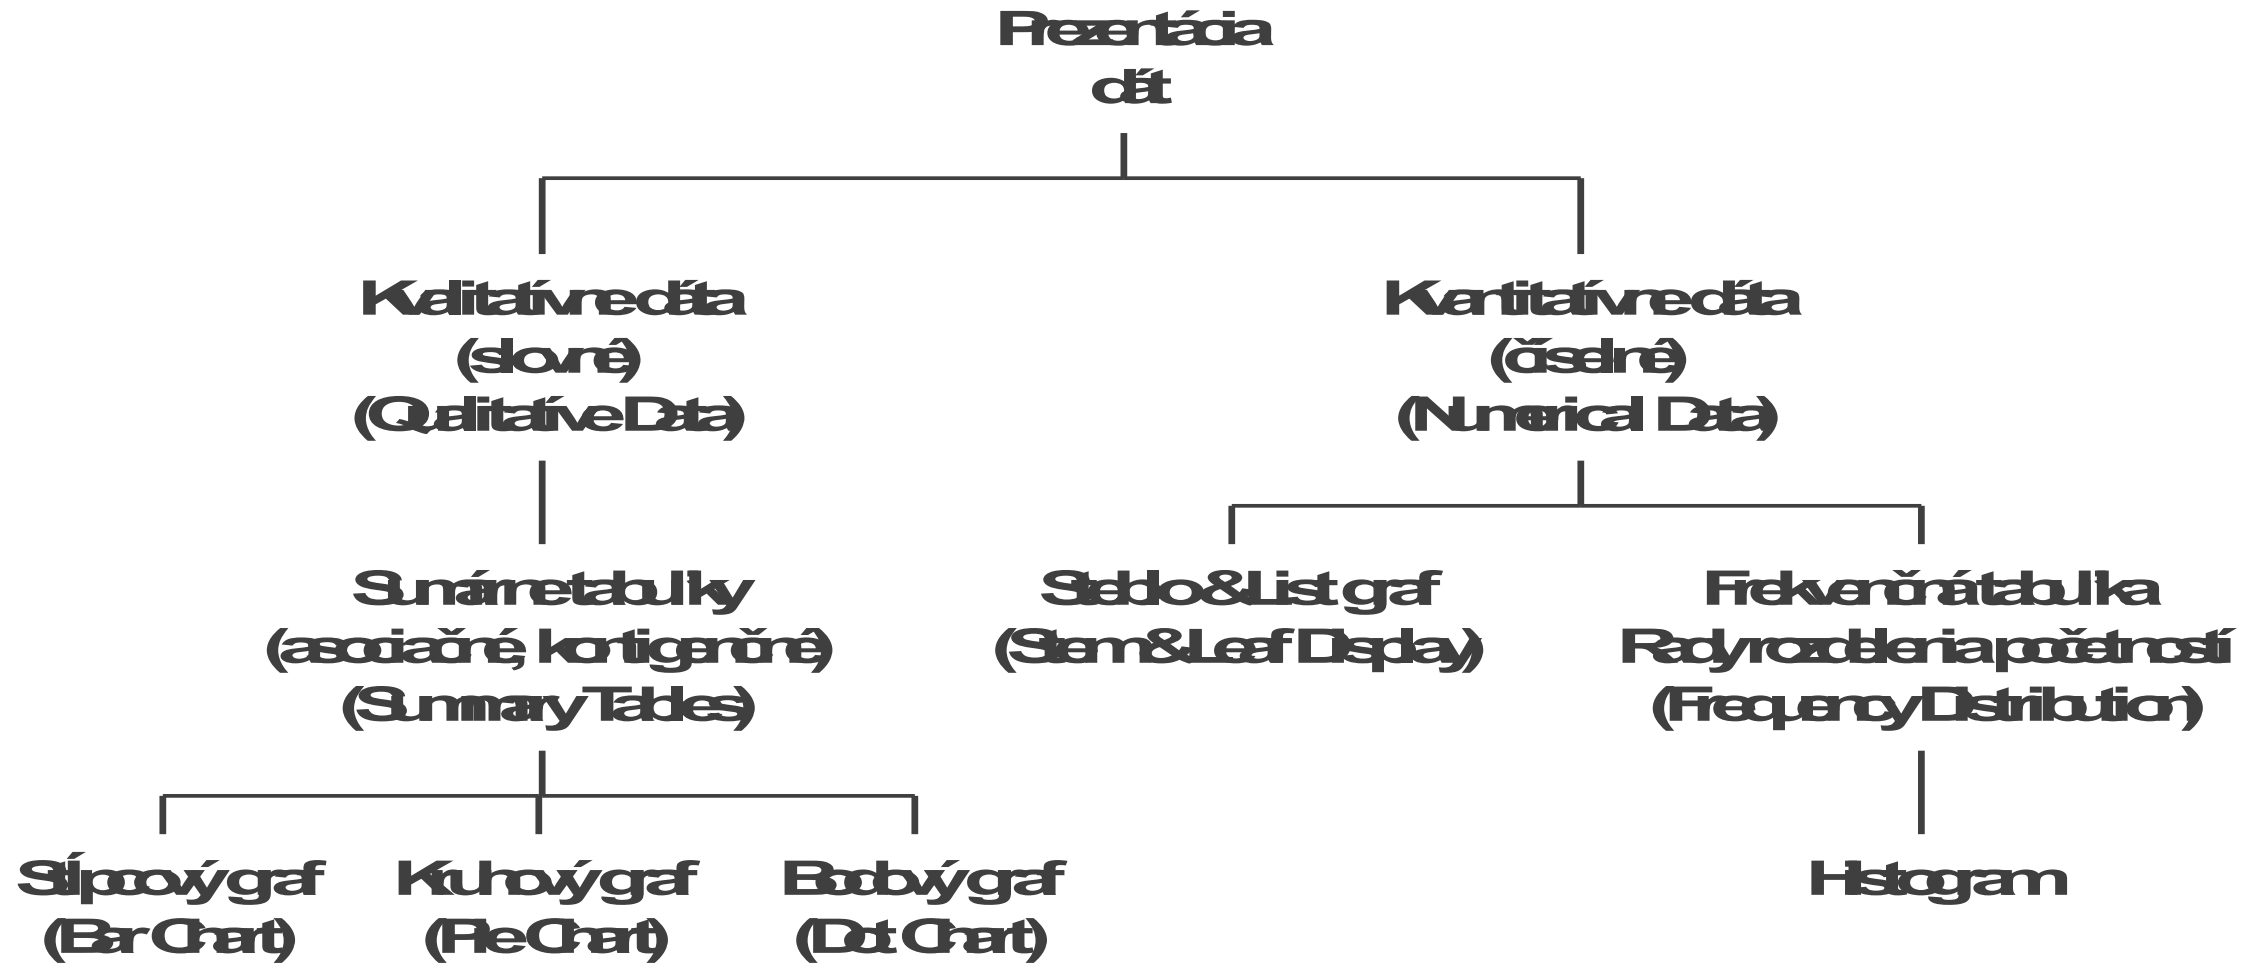 Prezentácia
dát
Kvalitatívne dáta
(slovné)
(Qualitatíve Data)
Kvantitatívne dáta
(číselné)
(Numerical Data)
Sumárne tabuľky
(asociačné, kontigenčné)
(Summary Tables)
Steblo & List graf
(Stem & Leaf Display)
Frekvenčná tabuľka
Rady rozdelenia početností
(Frequency Distribution)
Stĺpcový graf
(Bar Chart)
Kruhový graf
(Pie Chart)
Bodový graf
(Dot Chart)
Histogram